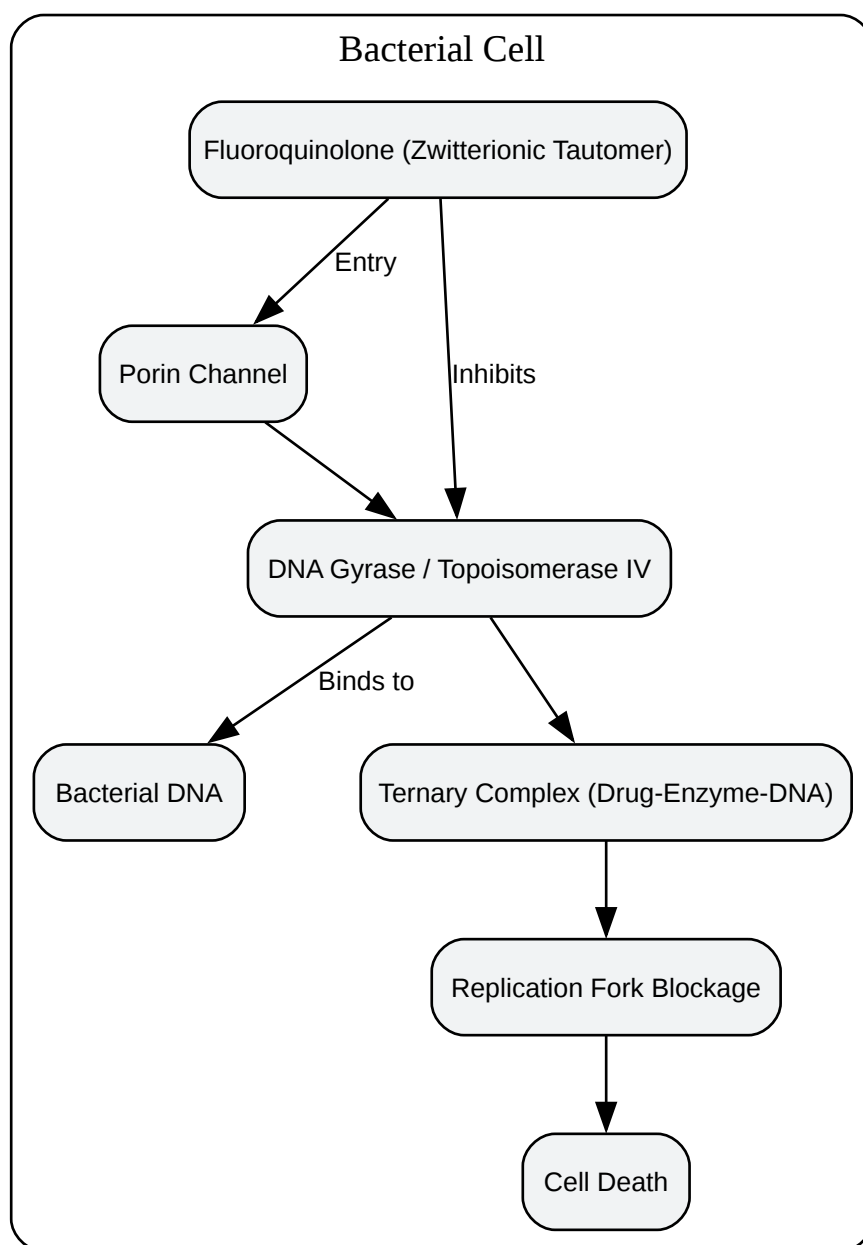 Bacterial Cell
Fluoroquinolone (Zwitterionic Tautomer)
Entry
Porin Channel
Inhibits
DNA Gyrase / Topoisomerase IV
Binds to
Bacterial DNA
Ternary Complex (Drug-Enzyme-DNA)
Replication Fork Blockage
Cell Death